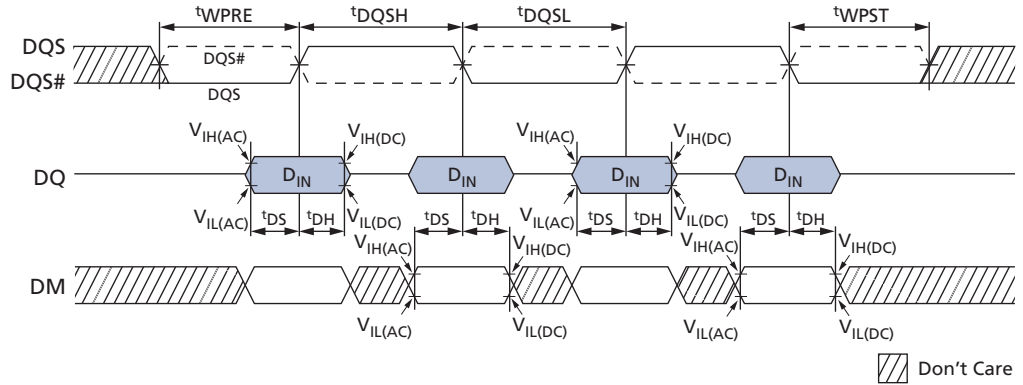 tWPRE tDQSH tDQSL tWPST
DQS
DQS#
DQS#
DQS
VIH(AC) VIH(DC) VIH(AC) VIH(DC)
DQ
DIN DIN DIN DIN
VIL(AC) VIL(DC) VIL(AC) VIL(DC)
tDS tDH tDS tDH tDS tDH tDS tDH
VIH(AC) VIH(DC) VIH(AC) VIH(DC)
DM
VIL(AC) VIL(DC) VIL(AC) VIL(DC)
Don't Care